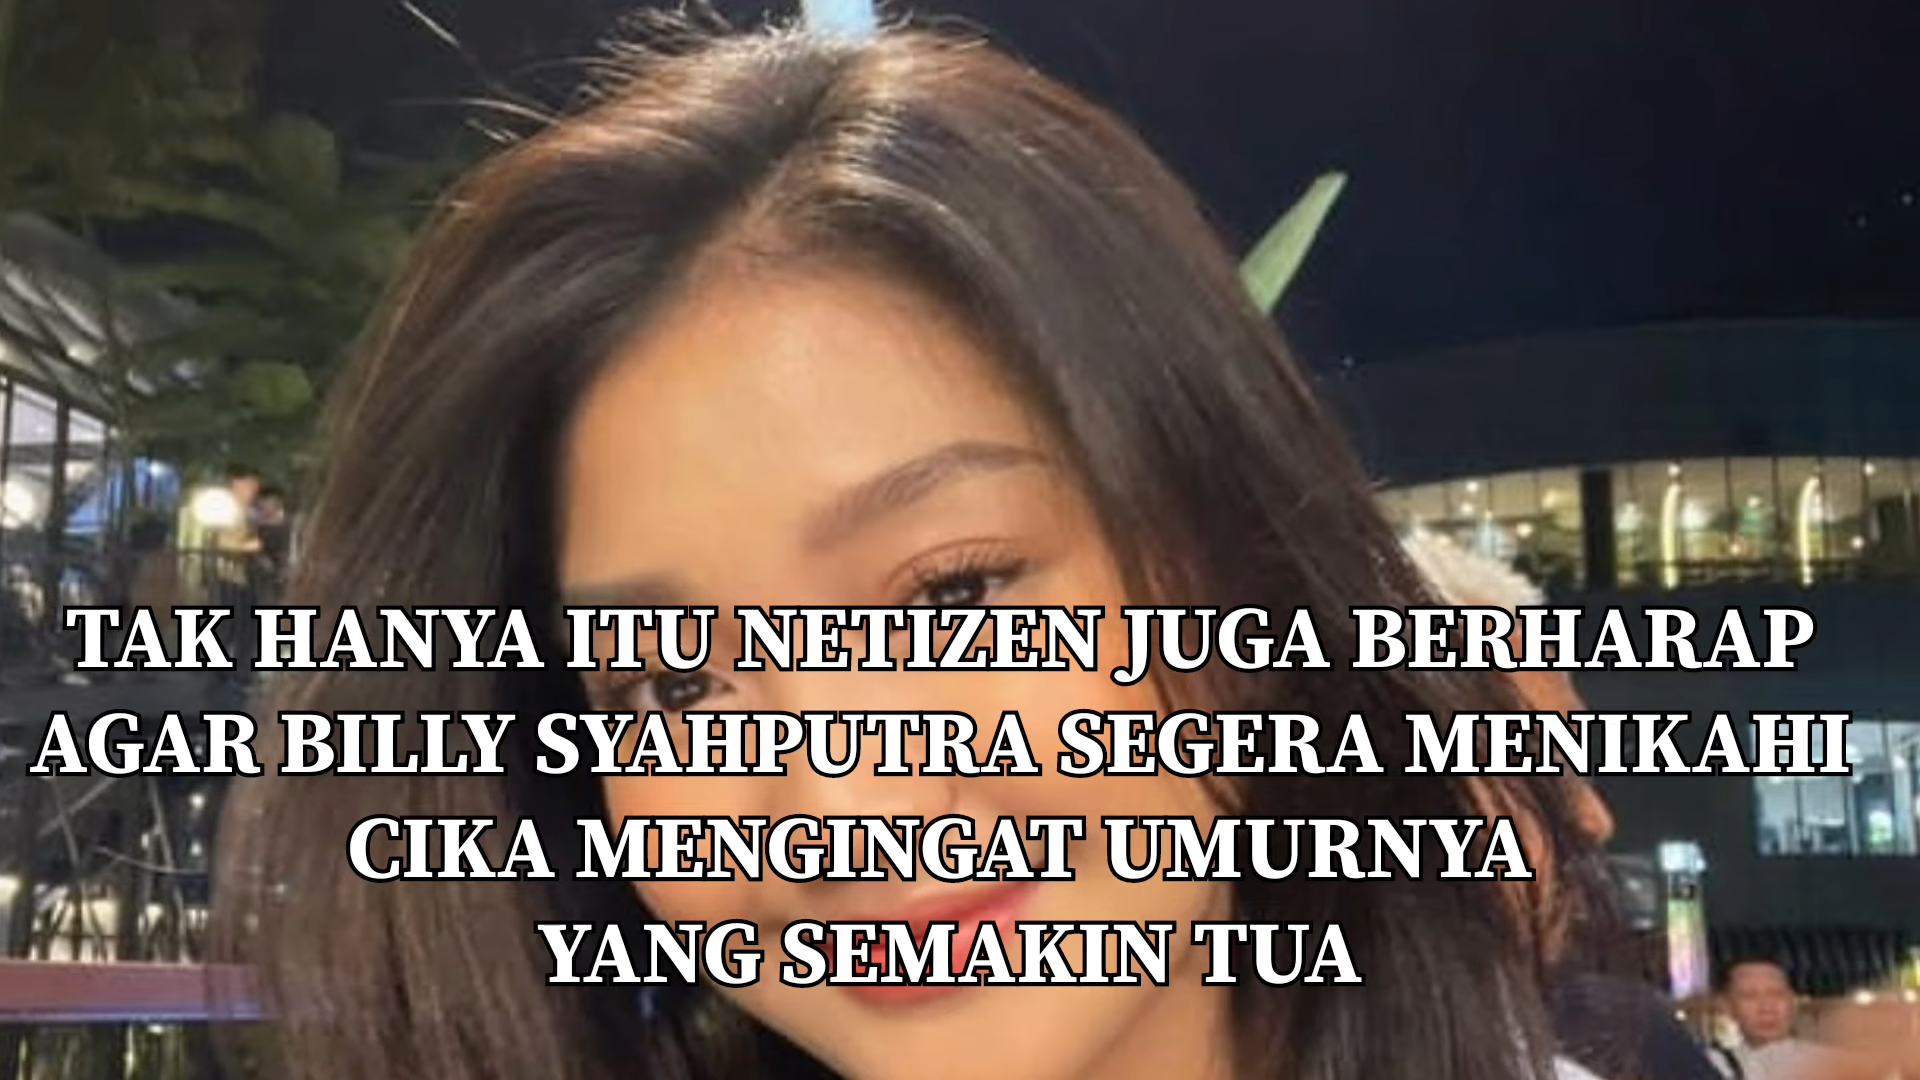 TAK HANYA ITU NETIZEN JUGA BERHARAP
AGAR BILLY SYAHPUTRA SEGERA MENIKAHI
CIKA MENGINGAT UMURNYA
YANG SEMAKIN TUA